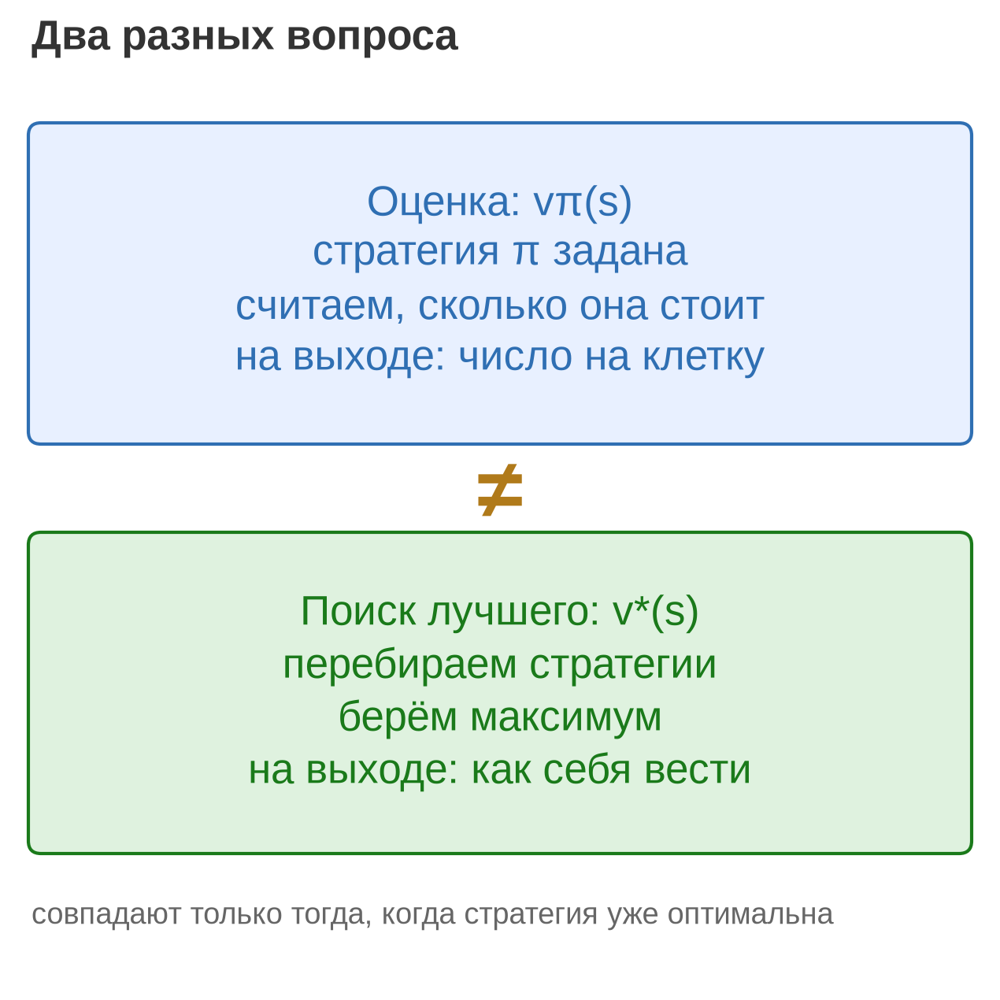 Два разных вопроса
Оценка: vπ(s)
стратегия π задана
считаем, сколько она стоит
на выходе: число на клетку
≠
Поиск лучшего: v*(s)
перебираем стратегии
берём максимум
на выходе: как себя вести
совпадают только тогда, когда стратегия уже оптимальна